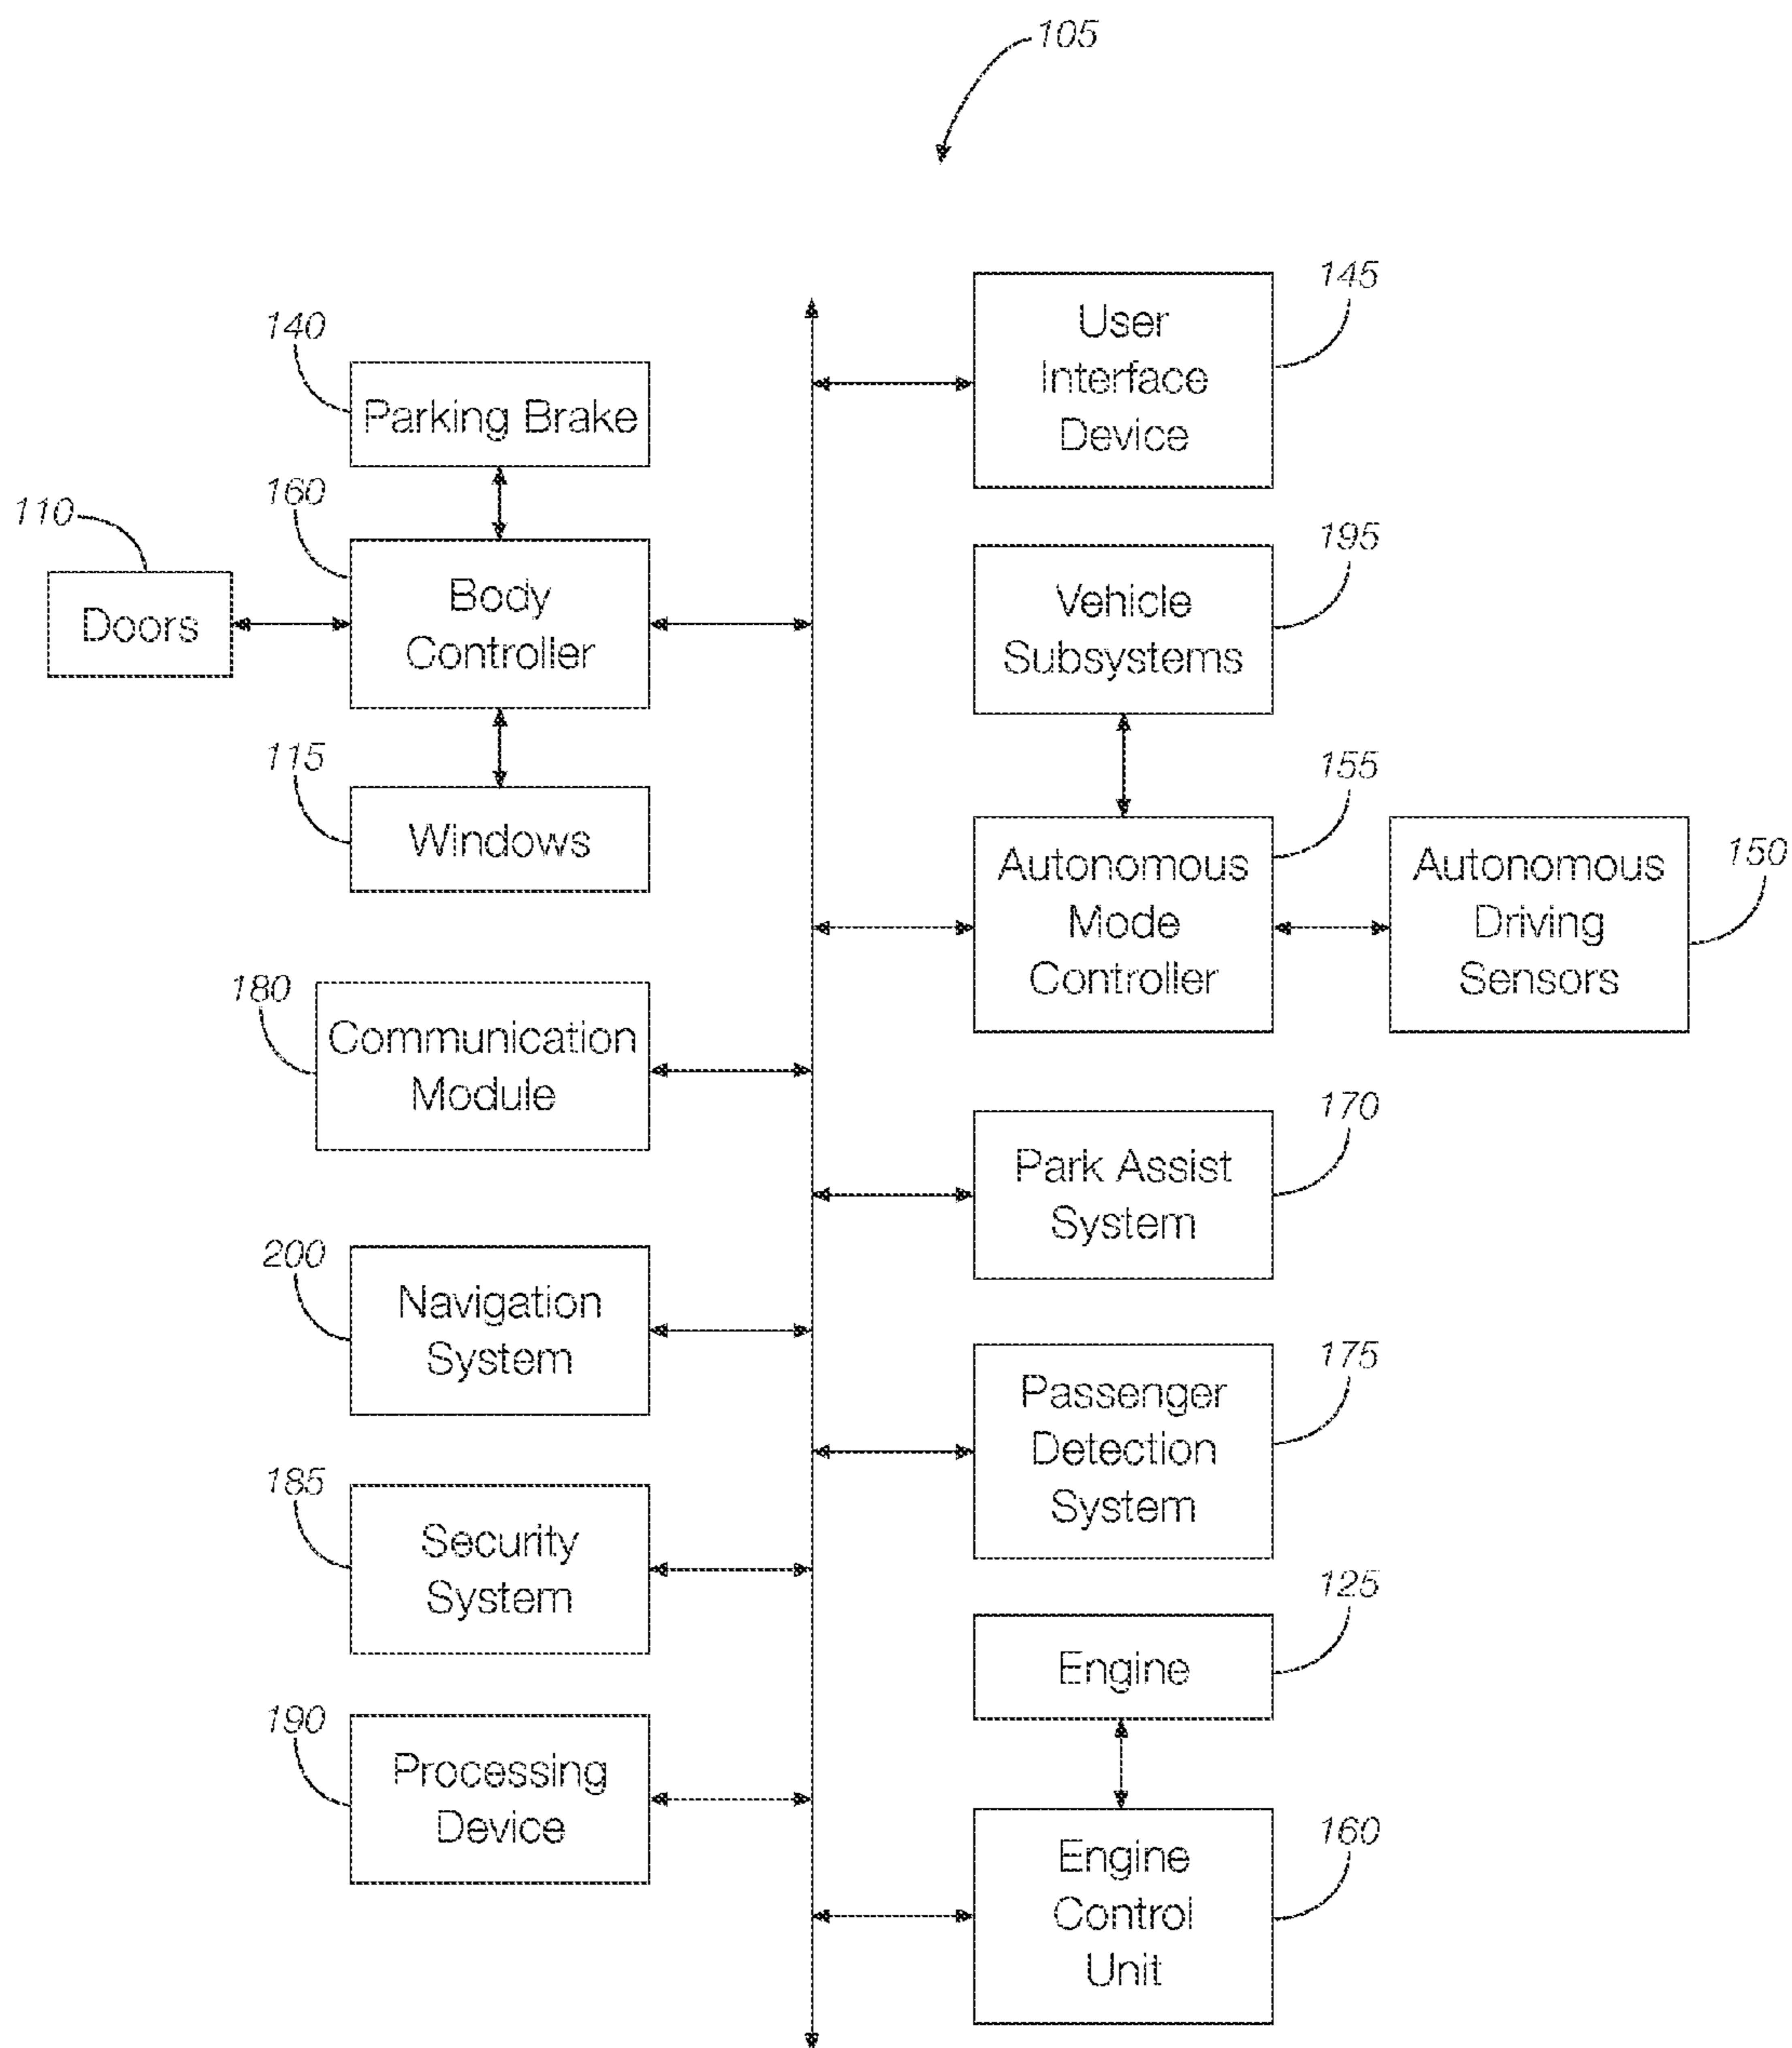 105
140
Parking Brake
160
110
Doors
Body
Controller
115
Windows
180
Communication
Module
200
Navigation
System
185
Security
System
190
Processing
Device
145
User
Interface
Device
195
Vehicle
Subsystems
155
Autonomous
Mode
Controller
150
Autonomous
Driving
Sensors
170
Park Assist
System
175
Passenger
Detection
System
125
Engine
160
Engine
Control
Unit